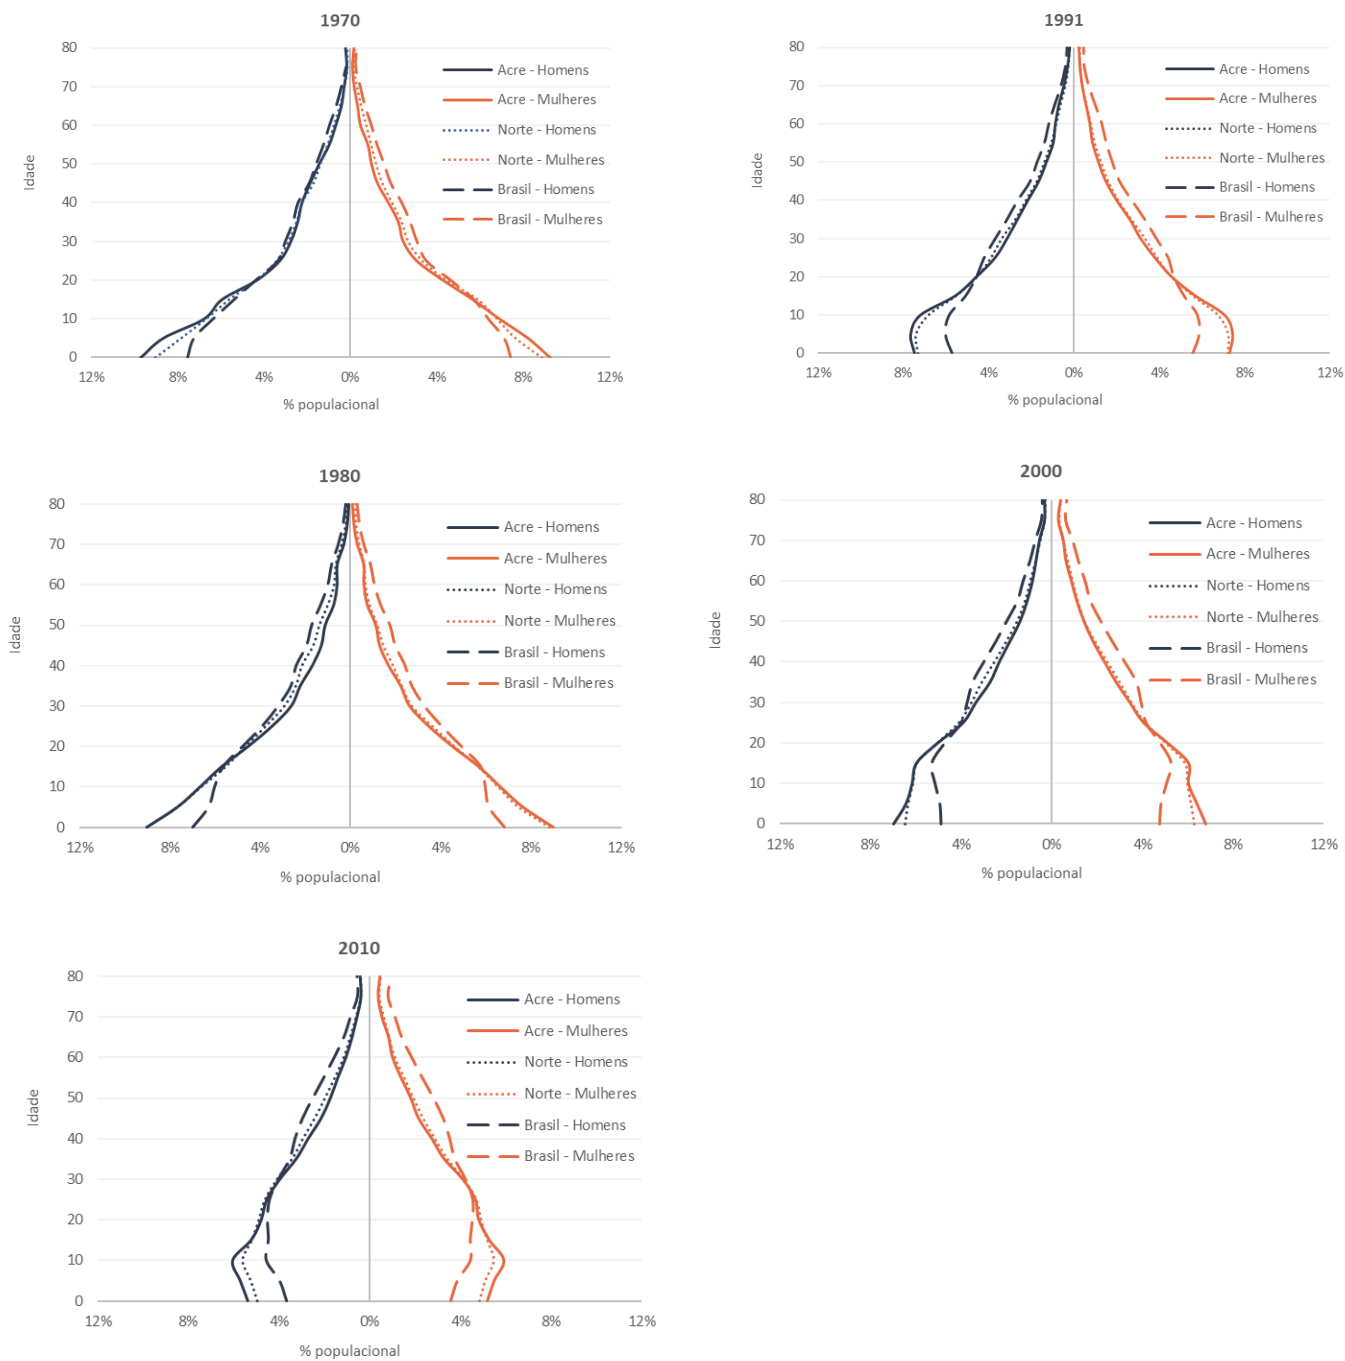 1970
80
70
60
50
40
30
20
10
0
Idade
Acre - Homens
Acre - Mulheres
Norte - Homens
Norte - Mulheres
Brasil - Homens
Brasil - Mulheres
12% 8% 4% 0% 4% 8% 12%
% populacional
1991
80
70
60
50
40
30
20
10
0
Idade
Acre - Homens
Acre - Mulheres
Norte - Homens
Norte - Mulheres
Brasil - Homens
Brasil - Mulheres
12% 8% 4% 0% 4% 8% 12%
% populacional
1980
80
70
60
50
40
30
20
10
0
Idade
Acre - Homens
Acre - Mulheres
Norte - Homens
Norte - Mulheres
Brasil - Homens
Brasil - Mulheres
12% 8% 4% 0% 4% 8% 12%
% populacional
2000
80
70
60
50
40
30
20
10
0
Idade
Acre - Homens
Acre - Mulheres
Norte - Homens
Norte - Mulheres
Brasil - Homens
Brasil - Mulheres
12% 8% 4% 0% 4% 8% 12%
% populacional
2010
80
70
60
50
40
30
20
10
0
Idade
Acre - Homens
Acre - Mulheres
Norte - Homens
Norte - Mulheres
Brasil - Homens
Brasil - Mulheres
12% 8% 4% 0% 4% 8% 12%
% populacional